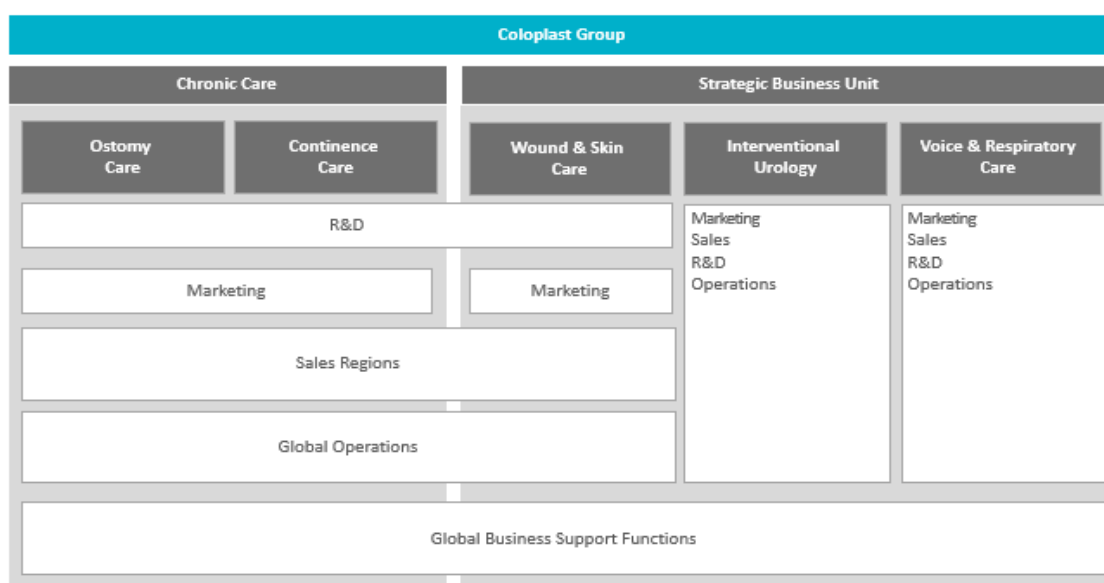 Coloplast Group
Chronic Care
Strategic Business Unit
Ostomy
Care
Continence
Care
Wound & Skin
Care
Interventional
Urology
Voice & Respiratory
Care
R&D
Marketing
Marketing
Sales Regions
Global Operations
Marketing
Sales
R&D
Operations
Marketing
Sales
R&D
Operations
Global Business Support Functions